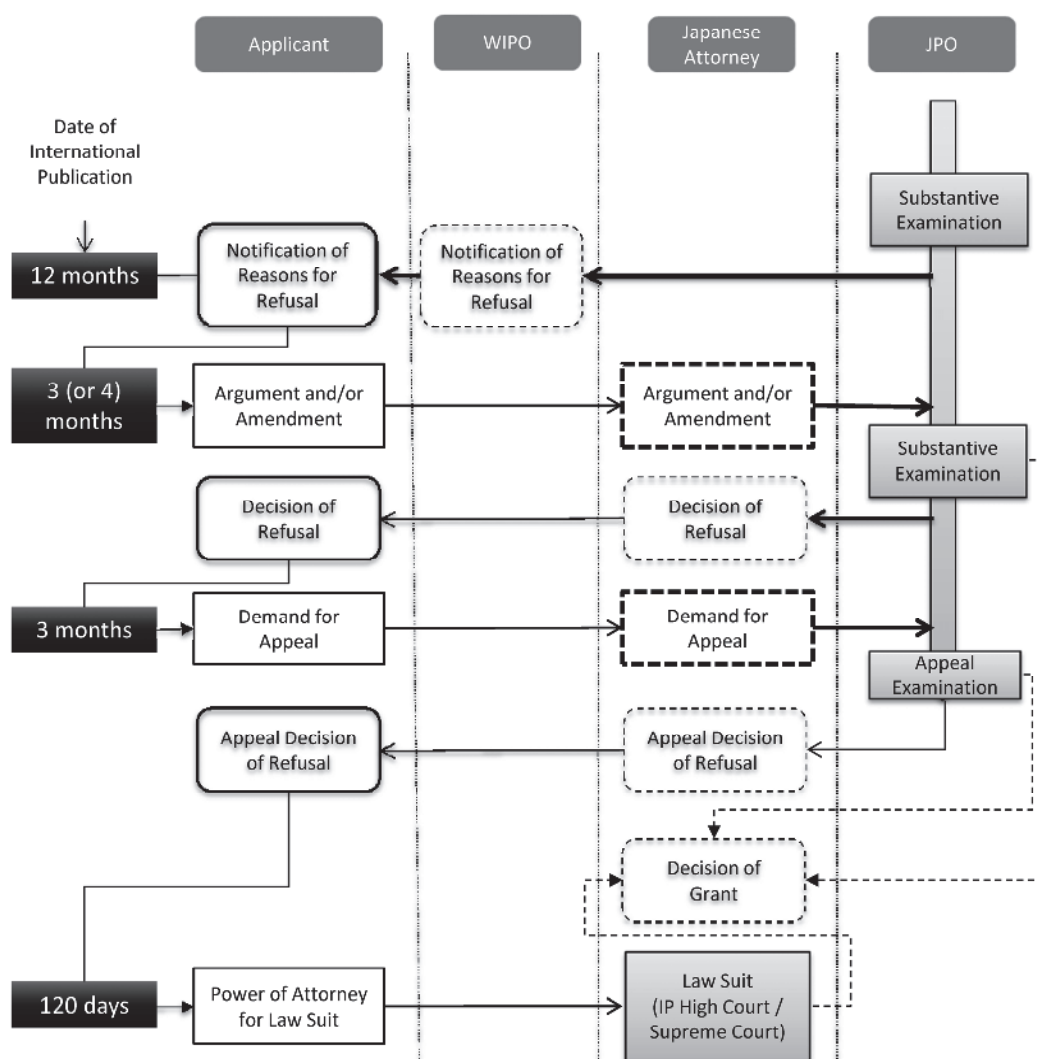 Applicant
WIPO
Japanese
Attorney
JPO
Date of
International
Publication
Substantive
Examination
12 months
Notification of
Reasons for
Refusal
Notification of
Reasons for
Refusal
3 (or 4)
months
Argument and/or
Amendment
Argument and/or
Amendment
Substantive
Examination
Decision of
Refusal
Decision of
Refusal
3 months
Demand for
Appeal
Demand for
Appeal
Appeal
Examination
Appeal Decision
of Refusal
Appeal Decision
of Refusal
Decision of
Grant
120 days
Power of Attorney
for Law Suit
Law Suit
(IP High Court /
Supreme Court)